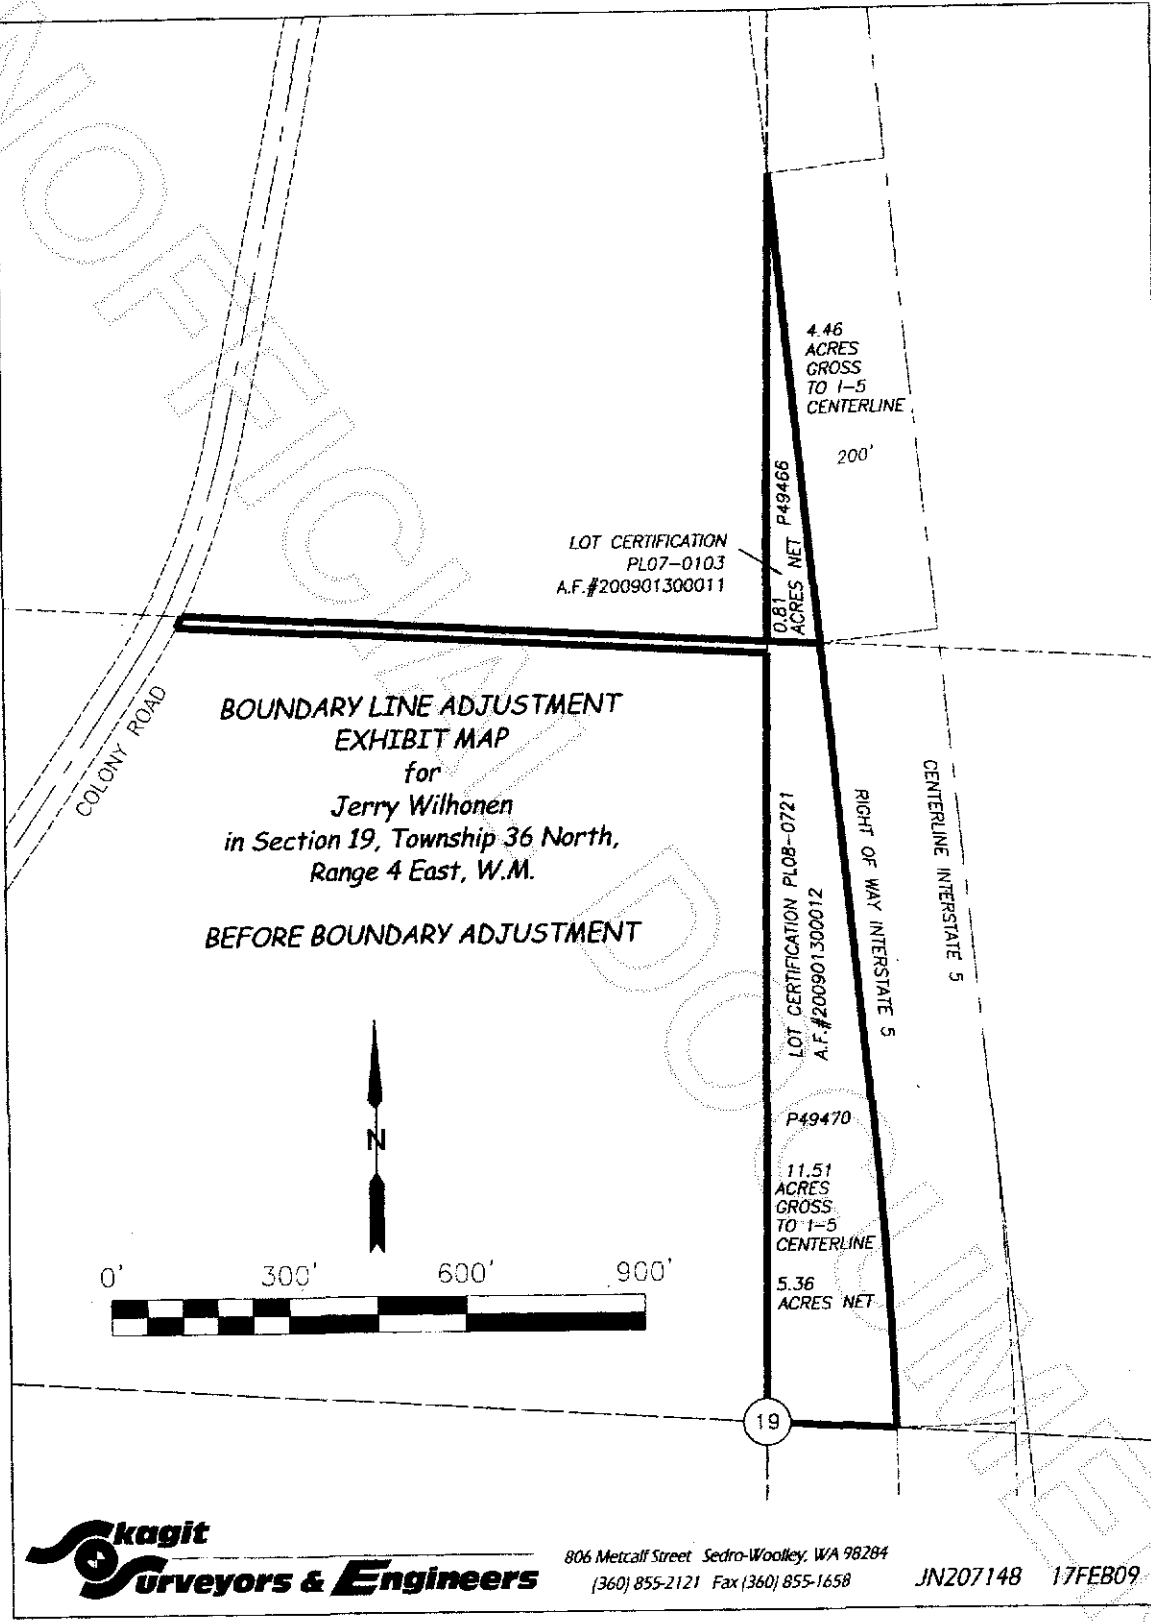 4.46
ACRES
GROSS
TO I-5
CENTERLINE
200'
0.81
ACRES NET P49466
LOT CERTIFICATION
PL07-0103
A.F.#200901300011
COLONY ROAD
BOUNDARY LINE ADJUSTMENT
EXHIBIT MAP
for
Jerry Wilhonen
in Section 19, Township 36 North,
Range 4 East, W.M.
BEFORE BOUNDARY ADJUSTMENT
LOT CERTIFICATION PL08-0721
A.F.#200901300012
RIGHT OF WAY INTERSTATE 5
CENTERLINE INTERSTATE 5
N
P49470
11.51
ACRES
GROSS
TO I-5
CENTERLINE
5.36
ACRES NET
0' 300' 600' 900'
19
Skagit
Surveyors & Engineers
806 Metcalf Street Sedro-Woolley, WA 98284
(360) 855-2121 Fax (360) 855-1658
JN207148 17FEB09
UNOFFICIAL DOCUMENT